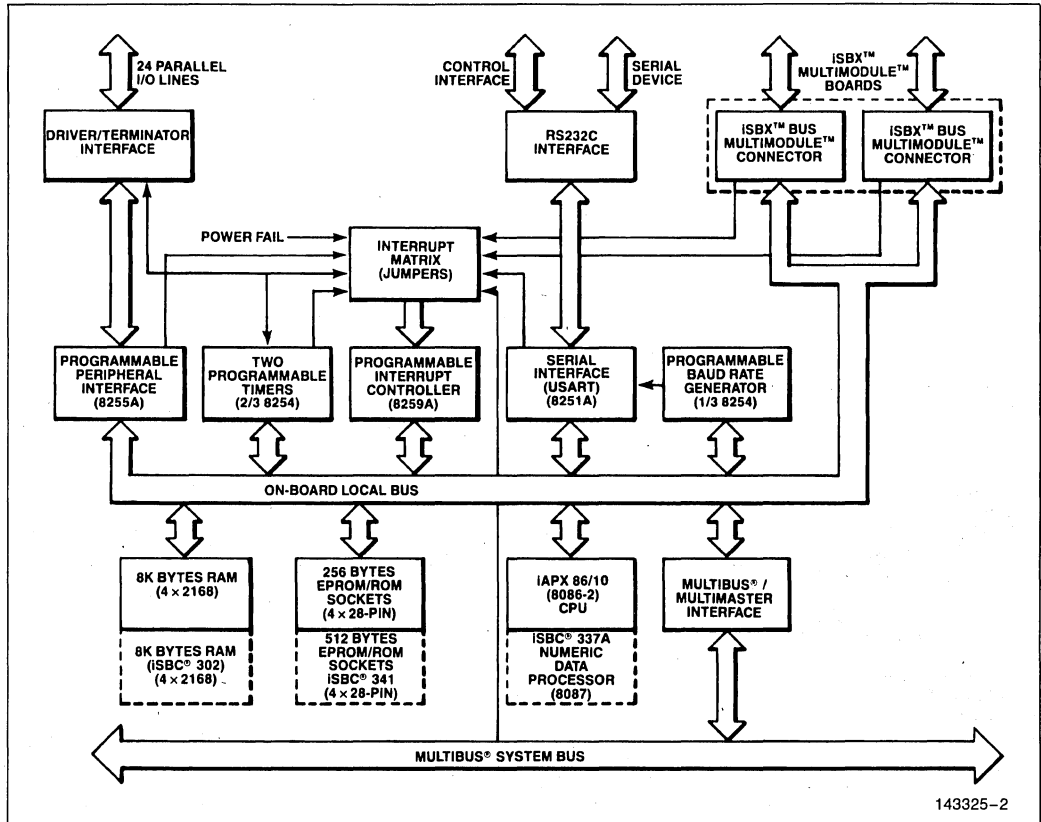 24 PARALLEL
I/O LINES
CONTROL
INTERFACE
SERIAL
DEVICE
iSBX™
MULTIMODULE™
BOARDS
DRIVER/TERMINATOR
INTERFACE
RS232C
INTERFACE
iSBX™ BUS
MULTIMODULE™
CONNECTOR
iSBX™ BUS
MULTIMODULE™
CONNECTOR
POWER FAIL
INTERRUPT
MATRIX
(JUMPERS)
PROGRAMMABLE
PERIPHERAL
INTERFACE
(8255A)
TWO
PROGRAMMABLE
TIMERS
(2/3 8254)
PROGRAMMABLE
INTERRUPT
CONTROLLER
(8259A)
SERIAL
INTERFACE
(USART)
(8251A)
PROGRAMMABLE
BAUD RATE
GENERATOR
(1/3 8254)
ON-BOARD LOCAL BUS
8K BYTES RAM
(4 × 2168)
256 BYTES
EPROM/ROM
SOCKETS
(4 × 28-PIN)
iAPX 86/10
(8086-2)
CPU
MULTIBUS® /
MULTIMASTER
INTERFACE
8K BYTES RAM
(iSBC® 302)
(4 × 2168)
512 BYTES
EPROM/ROM
SOCKETS
iSBC® 341
(4 × 28-PIN)
iSBC® 337A
NUMERIC
DATA
PROCESSOR
(8087)
MULTIBUS® SYSTEM BUS
143325-2